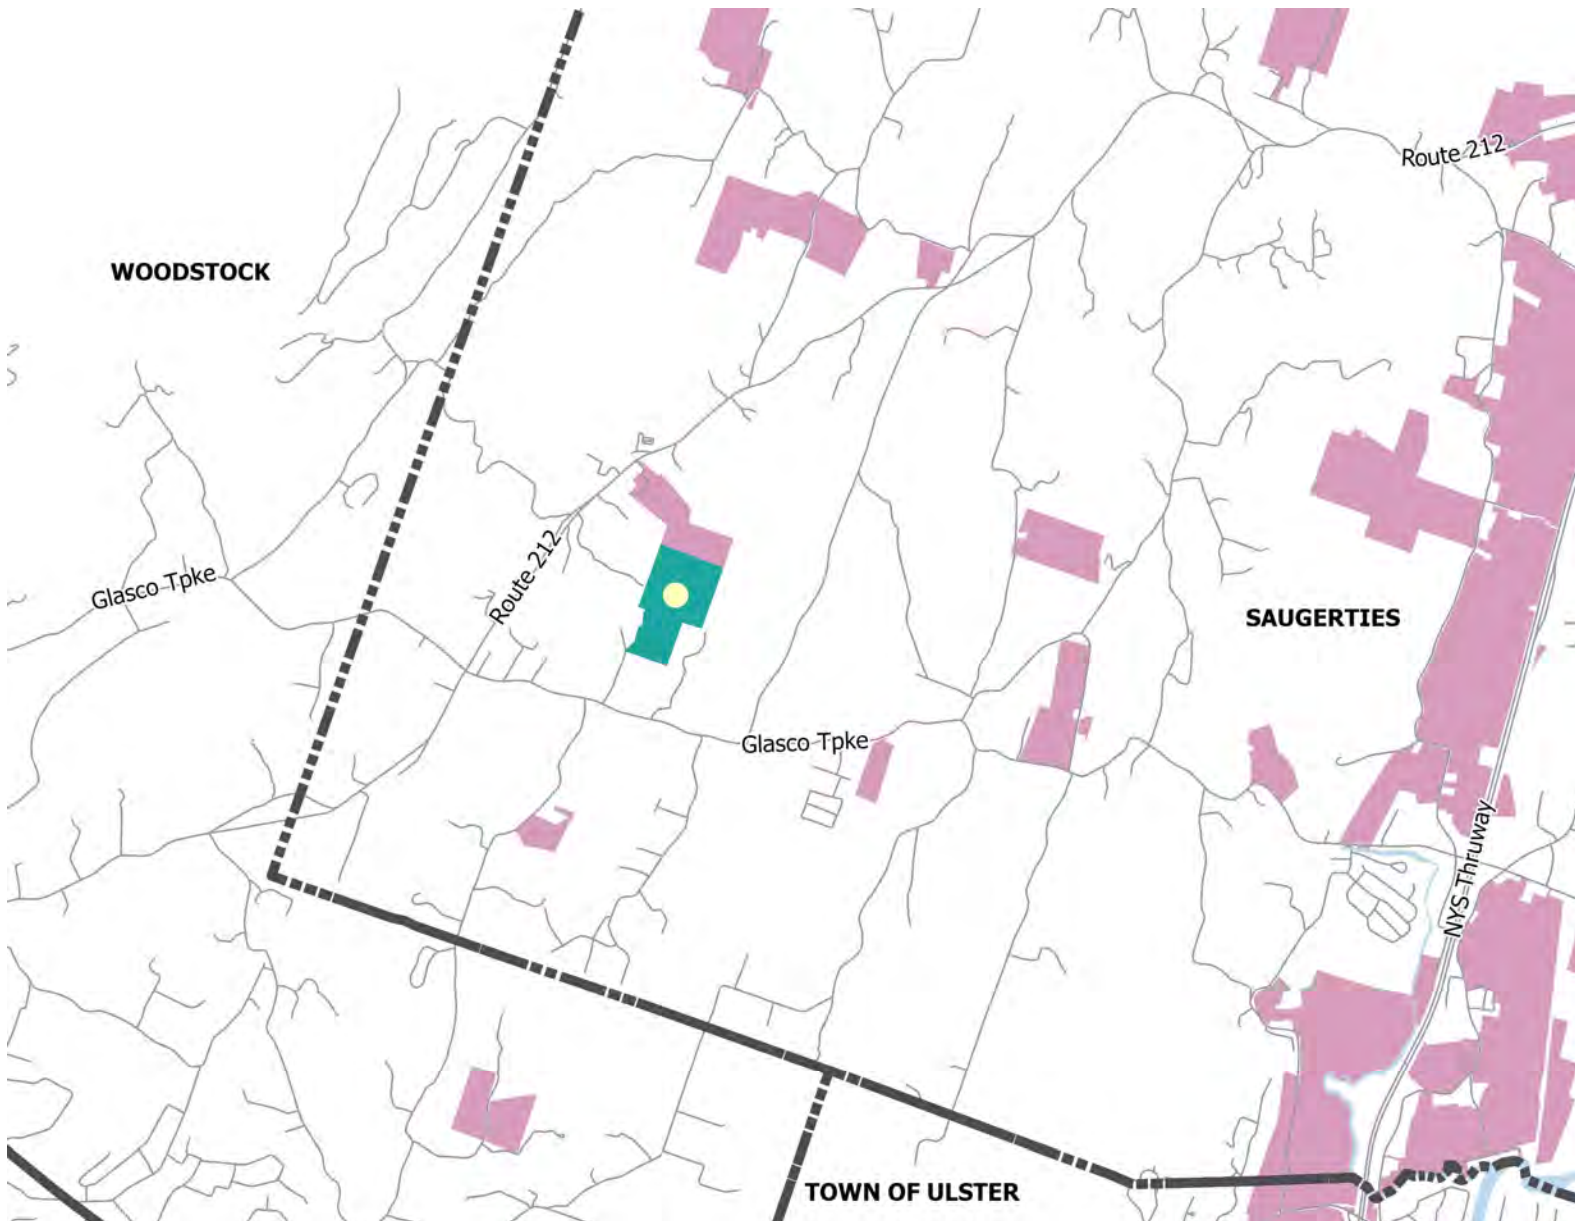 Route 212
WOODSTOCK
Route 212
Glasco Tpke
SAUGERTIES
Glasco Tpke
NYS Thruway
TOWN OF ULSTER